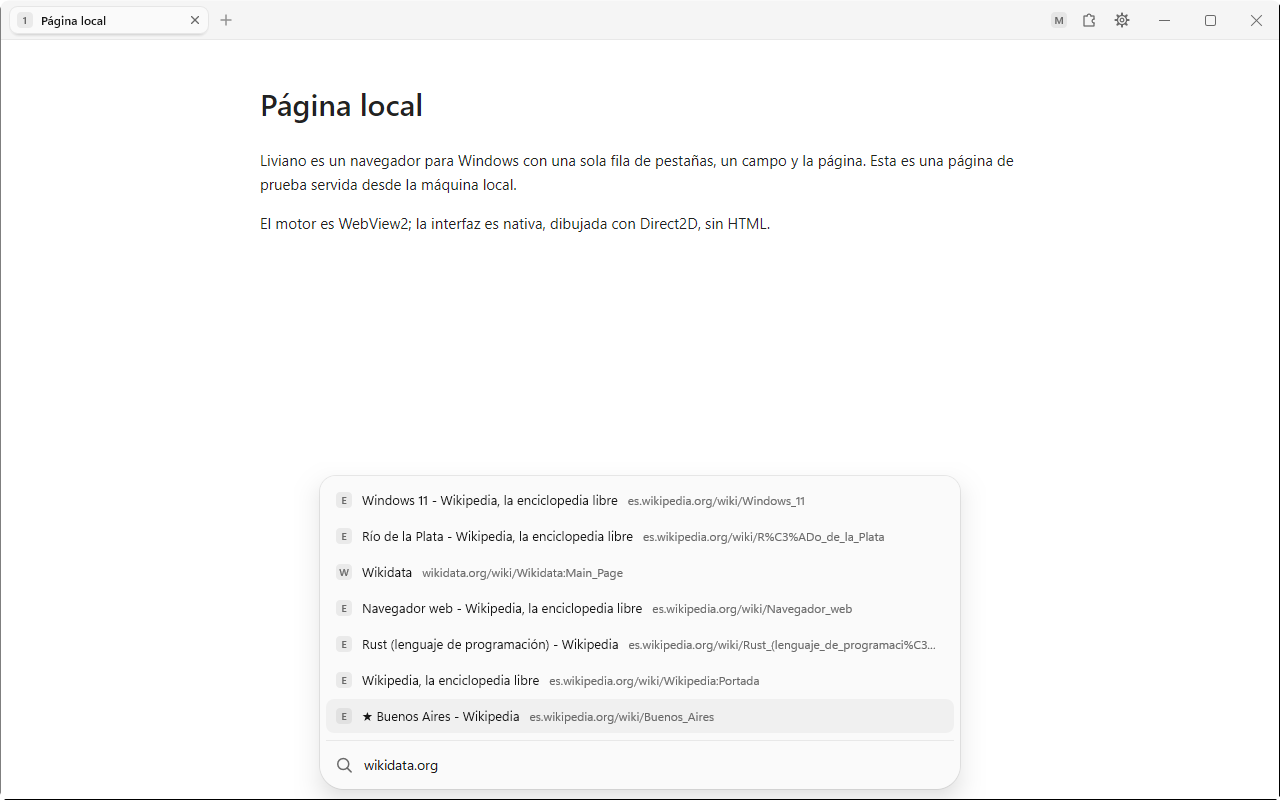 1 Página local
M
Página local
Liviano es un navegador para Windows con una sola fila de pestañas, un campo y la página. Esta es una página de
prueba servida desde la máquina local.
El motor es WebView2; la interfaz es nativa, dibujada con Direct2D, sin HTML.
E Windows 11 - Wikipedia, la enciclopedia libre es.wikipedia.org/wiki/Windows_11
E Río de la Plata - Wikipedia, la enciclopedia libre es.wikipedia.org/wiki/R%C3%ADo_de_la_Plata
W Wikidata wikidata.org/wiki/Wikidata:Main_Page
E Navegador web - Wikipedia, la enciclopedia libre es.wikipedia.org/wiki/Navegador_web
E Rust (lenguaje de programación) - Wikipedia es.wikipedia.org/wiki/Rust_(lenguaje_de_programaci%C3...
E Wikipedia, la enciclopedia libre es.wikipedia.org/wiki/Wikipedia:Portada
E ★ Buenos Aires - Wikipedia es.wikipedia.org/wiki/Buenos_Aires
wikidata.org